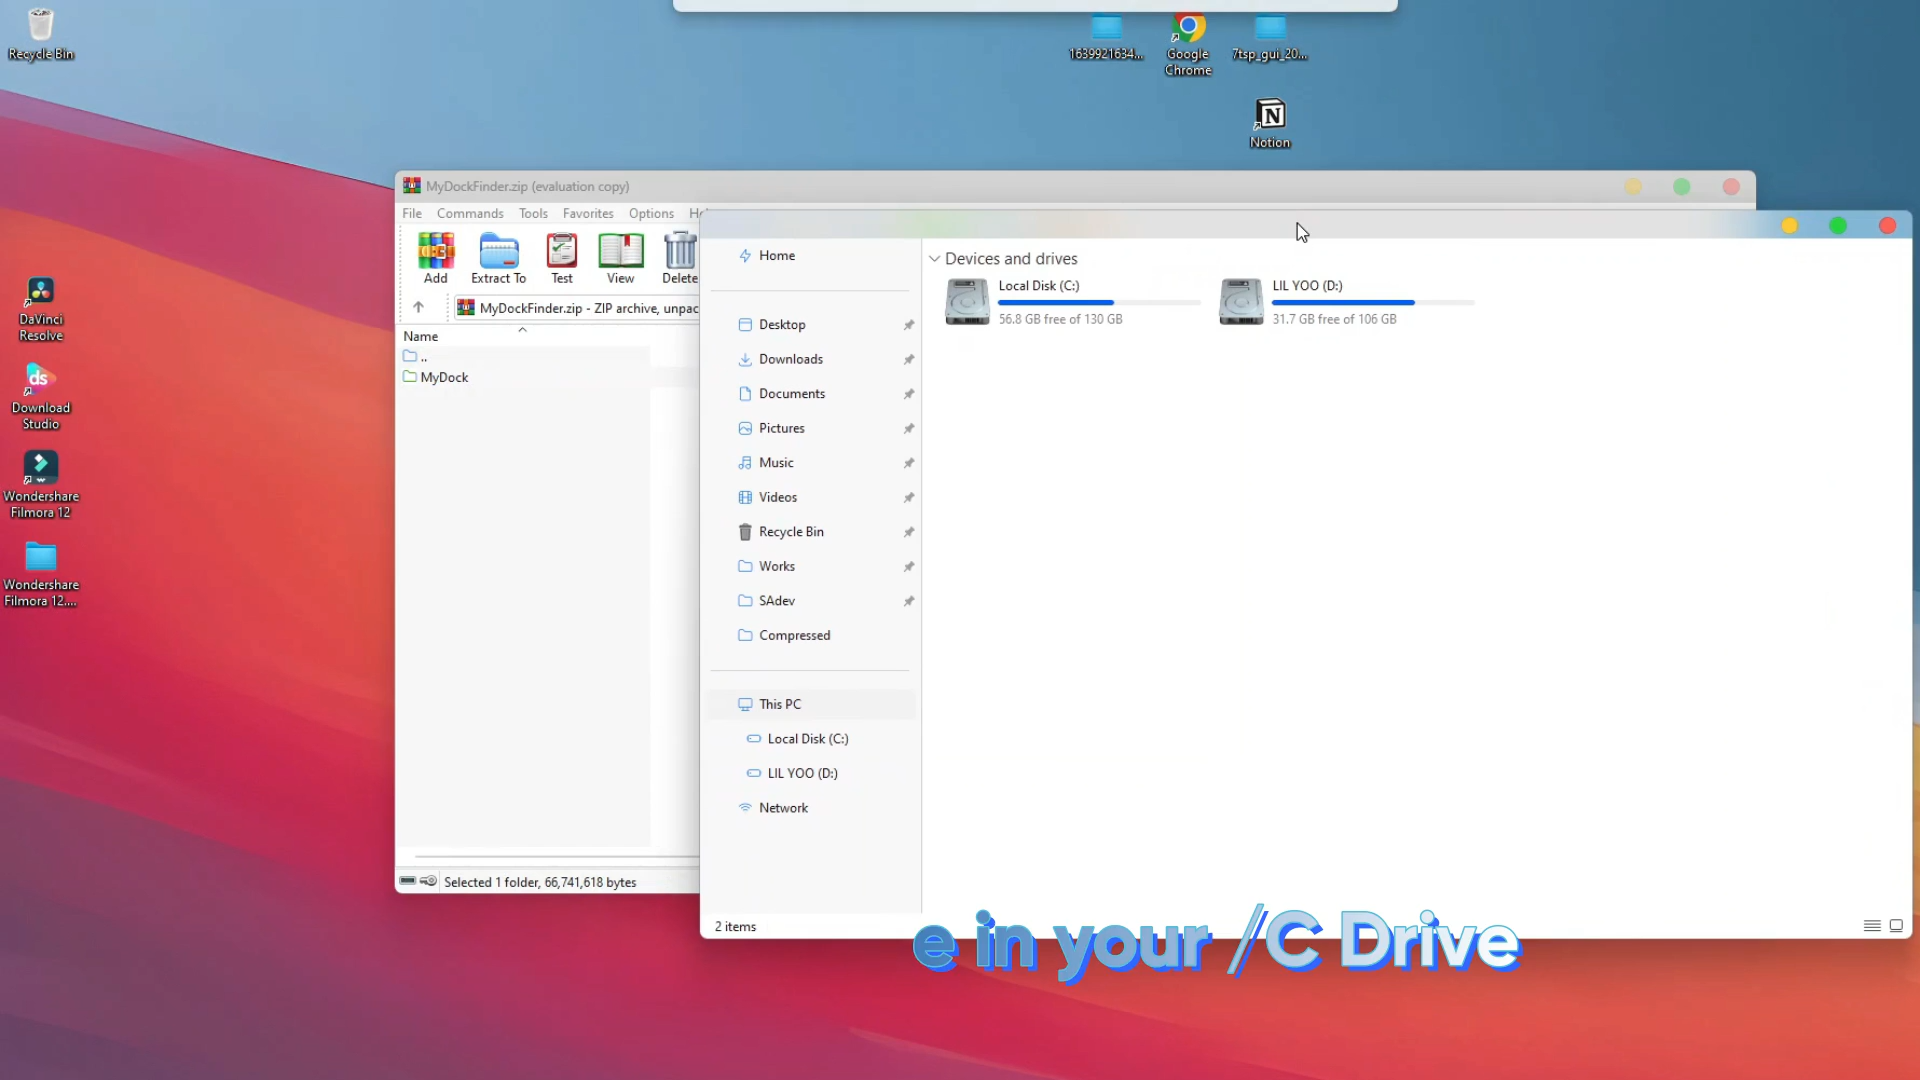 Recycle Bin
1639921634...
Google
Chrome
7tsp_gui_20...
Notion
DaVinci
Resolve
Download
Studio
Wondershare
Filmora 12
Wondershare
Filmora 12....
MyDockFinder.zip (evaluation copy)
File Commands Tools Favorites Options
Add Extract To Test View Delete
MyDockFinder.zip - ZIP archive, unpac
Name
..
MyDock
Selected 1 folder, 66,741,618 bytes
Home
Desktop
Downloads
Documents
Pictures
Music
Videos
Recycle Bin
Works
SAdev
Compressed
This PC
Local Disk (C:)
LIL YOO (D:)
Network
Devices and drives
Local Disk (C:)
56.8 GB free of 130 GB
LIL YOO (D:)
31.7 GB free of 106 GB
2 items
e in your /C Drive